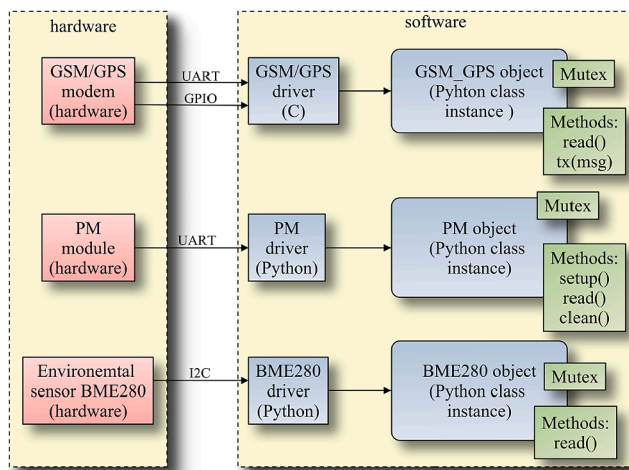 hardware
software
GSM/GPS
modem
(hardware)
UART
GPIO
GSM/GPS
driver
(C)
GSM_GPS object
(Pyhton class
instance )
Mutex
Methods:
read()
tx(msg)
PM
module
(hardware)
UART
PM
driver
(Python)
PM object
(Python class
instance)
Mutex
Methods:
setup()
read()
clean()
Environemtal
sensor BME280
(hardware)
I2C
BME280
driver
(Python)
BME280 object
(Python class
instance)
Mutex
Methods:
read()